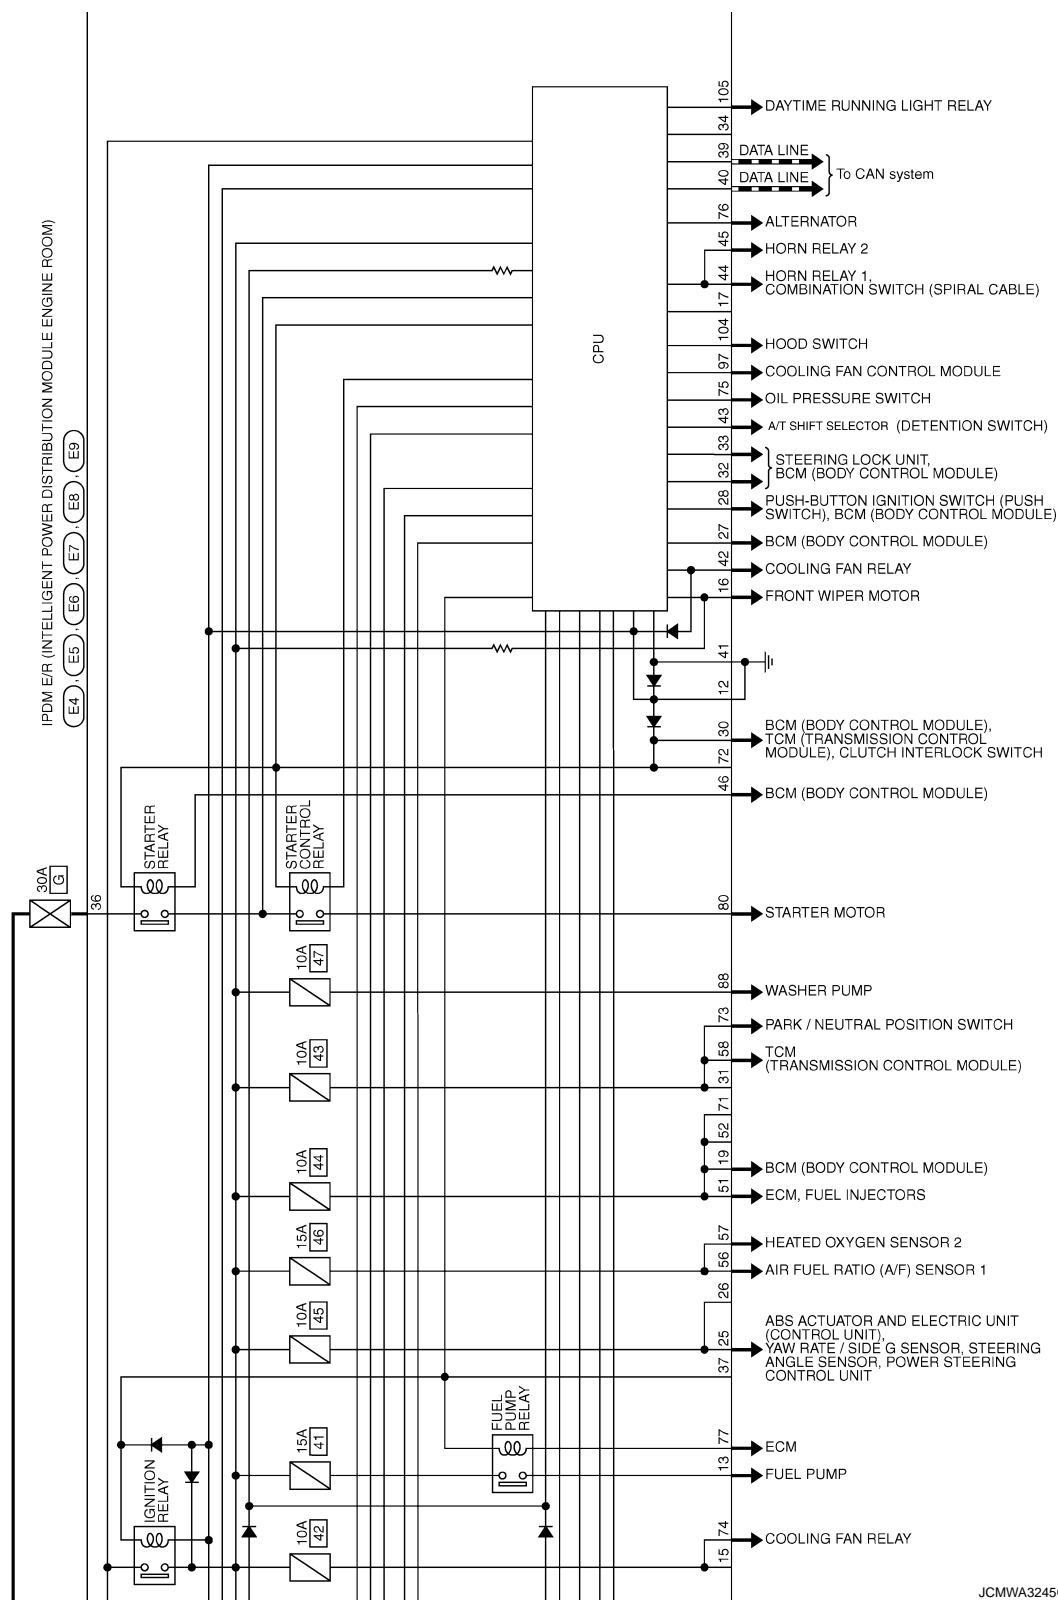 105
DAYTIME RUNNING LIGHT RELAY
34
39
DATA LINE
40
DATA LINE
To CAN system
76
ALTERNATOR
45
HORN RELAY 2
44
HORN RELAY 1,
COMBINATION SWITCH (SPIRAL CABLE)
17
104
HOOD SWITCH
97
COOLING FAN CONTROL MODULE
75
OIL PRESSURE SWITCH
43
A/T SHIFT SELECTOR (DETENTION SWITCH)
33
32
STEERING LOCK UNIT,
BCM (BODY CONTROL MODULE)
28
PUSH-BUTTON IGNITION SWITCH (PUSH
SWITCH), BCM (BODY CONTROL MODULE)
27
BCM (BODY CONTROL MODULE)
42
COOLING FAN RELAY
16
FRONT WIPER MOTOR
CPU
IPDM E/R (INTELLIGENT POWER DISTRIBUTION MODULE ENGINE ROOM)
E4 , E5 , E6 , E7 , E8 , E9
41
12
30
BCM (BODY CONTROL MODULE),
TCM (TRANSMISSION CONTROL
MODULE), CLUTCH INTERLOCK SWITCH
72
46
BCM (BODY CONTROL MODULE)
STARTER
RELAY
STARTER
CONTROL
RELAY
30A
G
36
80
STARTER MOTOR
10A
47
88
WASHER PUMP
73
PARK / NEUTRAL POSITION SWITCH
10A
43
58
TCM
(TRANSMISSION CONTROL MODULE)
31
71
52
10A
44
19
BCM (BODY CONTROL MODULE)
51
ECM, FUEL INJECTORS
15A
46
57
HEATED OXYGEN SENSOR 2
56
AIR FUEL RATIO (A/F) SENSOR 1
26
10A
45
25
ABS ACTUATOR AND ELECTRIC UNIT
(CONTROL UNIT),
YAW RATE / SIDE G SENSOR, STEERING
ANGLE SENSOR, POWER STEERING
CONTROL UNIT
37
FUEL
PUMP
RELAY
15A
41
77
ECM
13
FUEL PUMP
IGNITION
RELAY
10A
42
74
COOLING FAN RELAY
15